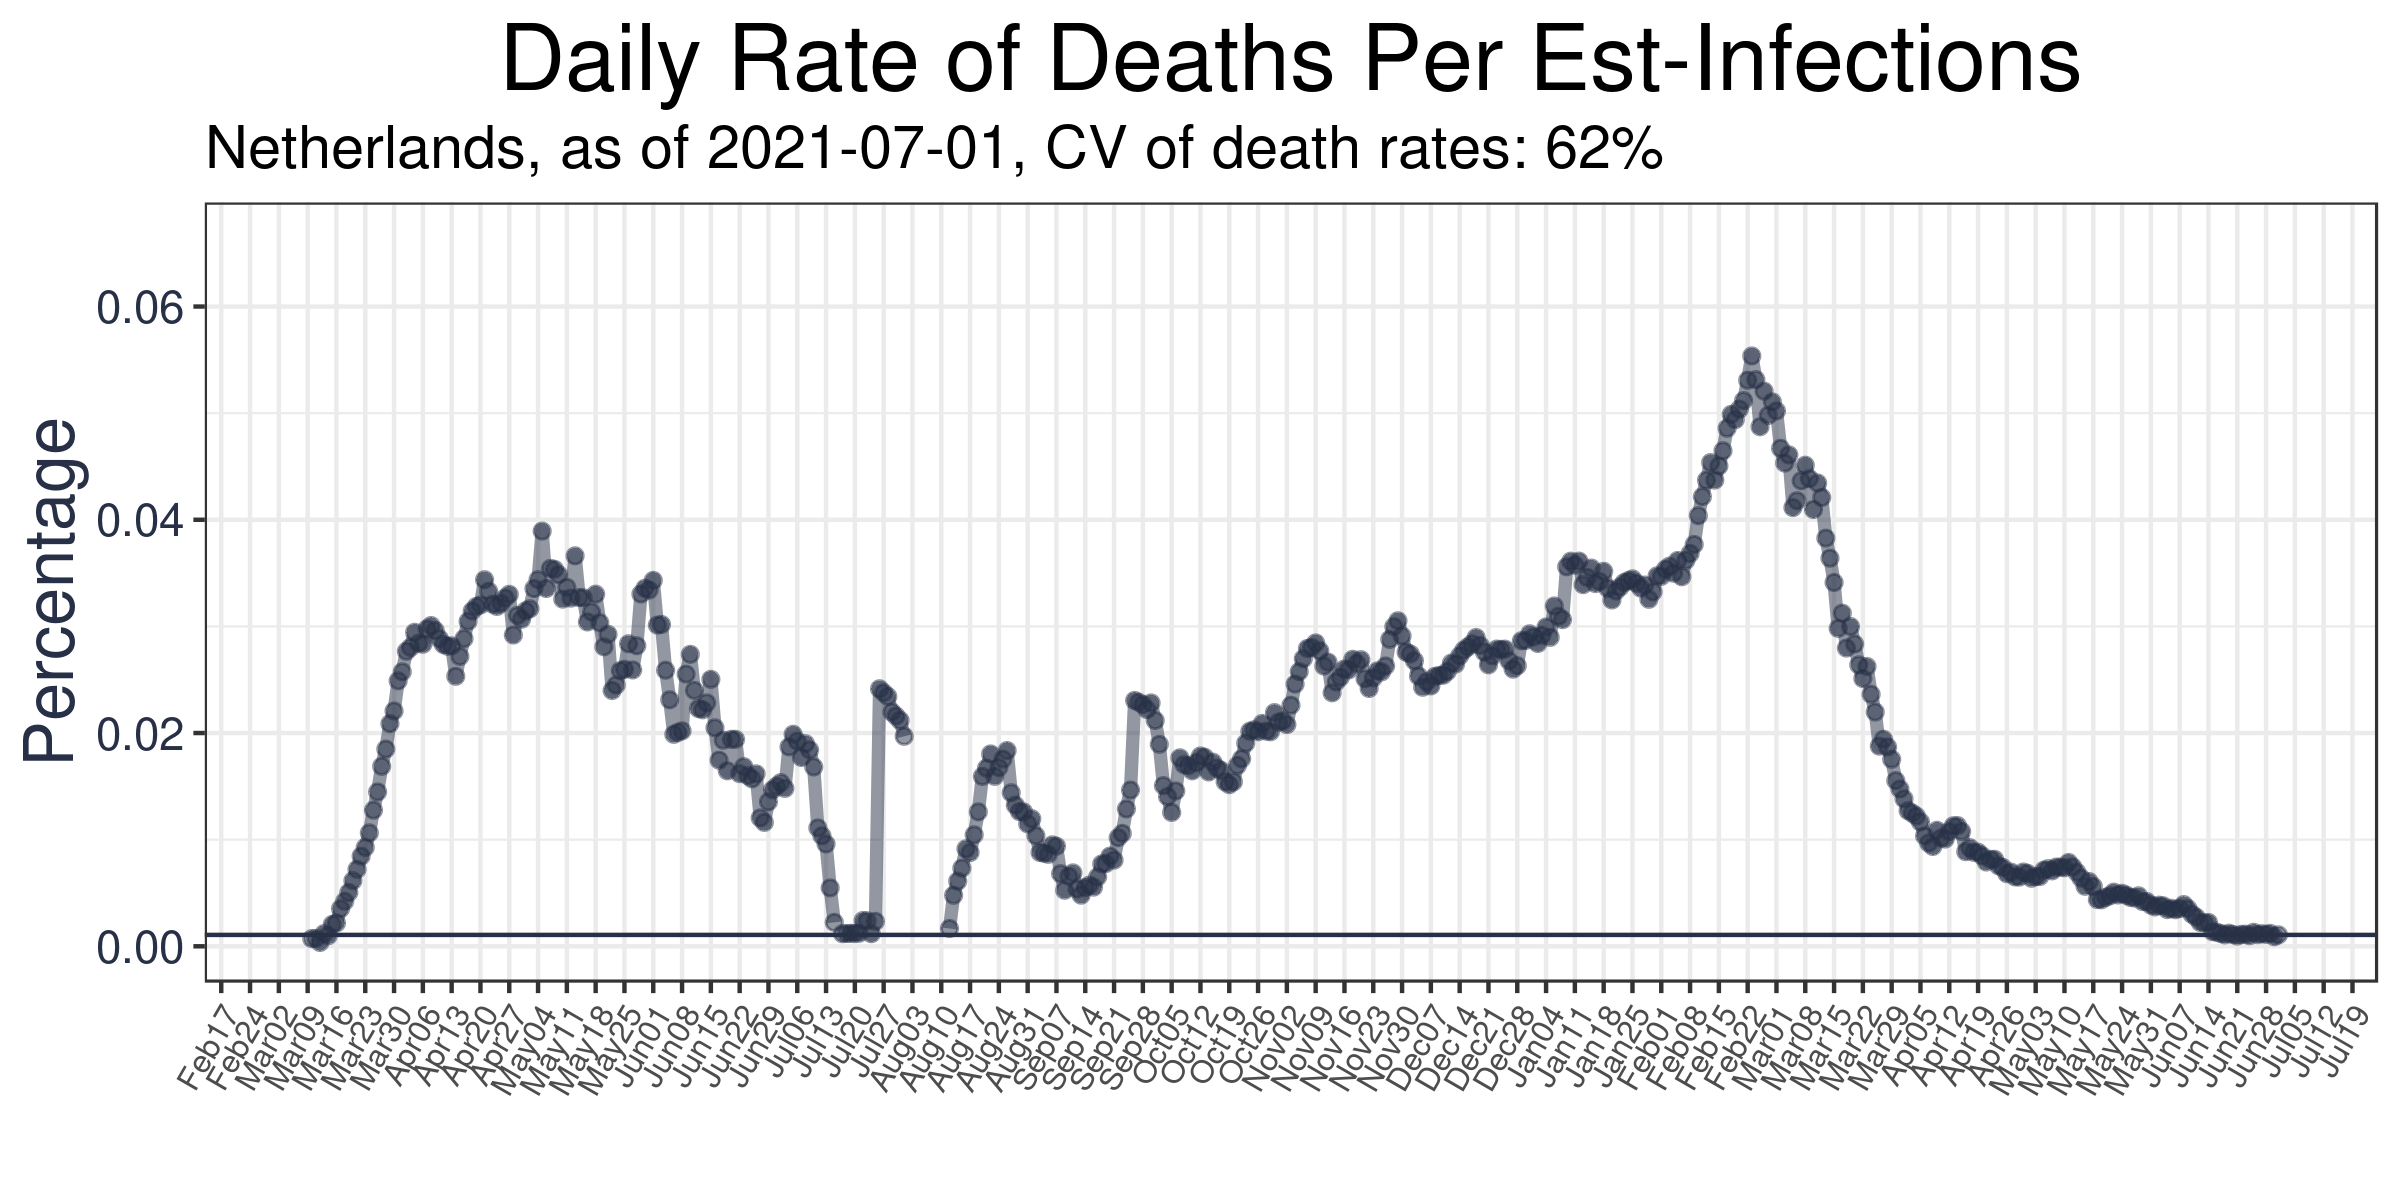 Daily Rate of Deaths Per Est-Infections
Netherlands, as of 2021-07-01, CV of death rates: 62%
Percentage
0.06
0.04
0.02
0.00
Feb17
Feb24
Mar02
Mar09
Mar16
Mar23
Mar30
Apr06
Apr13
Apr20
Apr27
May04
May11
May18
May25
Jun01
Jun08
Jun15
Jun22
Jun29
Jul06
Jul13
Jul20
Jul27
Aug03
Aug10
Aug17
Aug24
Aug31
Sep07
Sep14
Sep21
Sep28
Oct05
Oct12
Oct19
Oct26
Nov02
Nov09
Nov16
Nov23
Nov30
Dec07
Dec14
Dec21
Dec28
Jan04
Jan11
Jan18
Jan25
Feb01
Feb08
Feb15
Feb22
Mar01
Mar08
Mar15
Mar22
Mar29
Apr05
Apr12
Apr19
Apr26
May03
May10
May17
May24
May31
Jun07
Jun14
Jun21
Jun28
Jul05
Jul12
Jul19